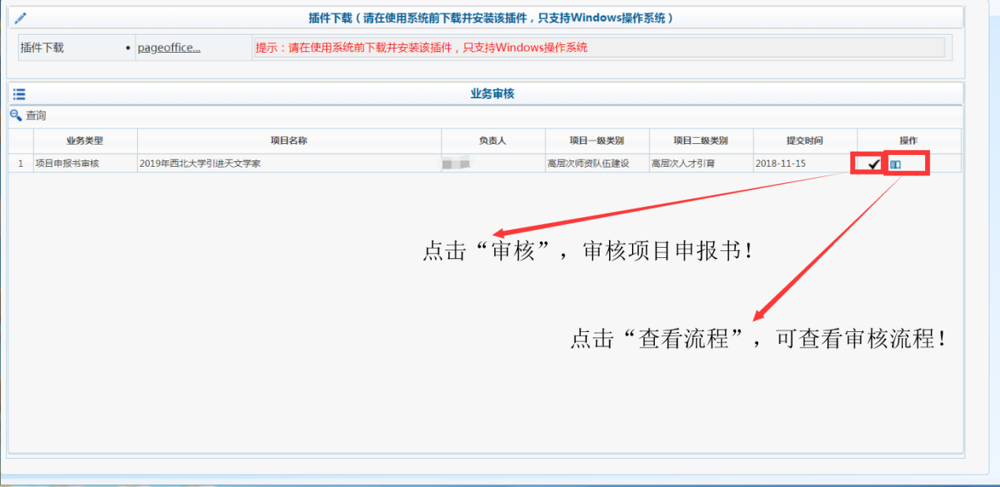 插件下载（请在使用系统前下载并安装该插件，只支持Windows操作系统）
插件下载 • pageoffice... 提示：请在使用系统前下载并安装该插件，只支持Windows操作系统
业务审核
查询
业务类型 项目名称 负责人 项目一级类别 项目二级类别 提交时间 操作
1 项目申报书审核 2019年西北大学引进天文学家 高层次师资队伍建设 高层次人才引育 2018-11-15
点击“审核”，审核项目申报书！
点击“查看流程”，可查看审核流程！